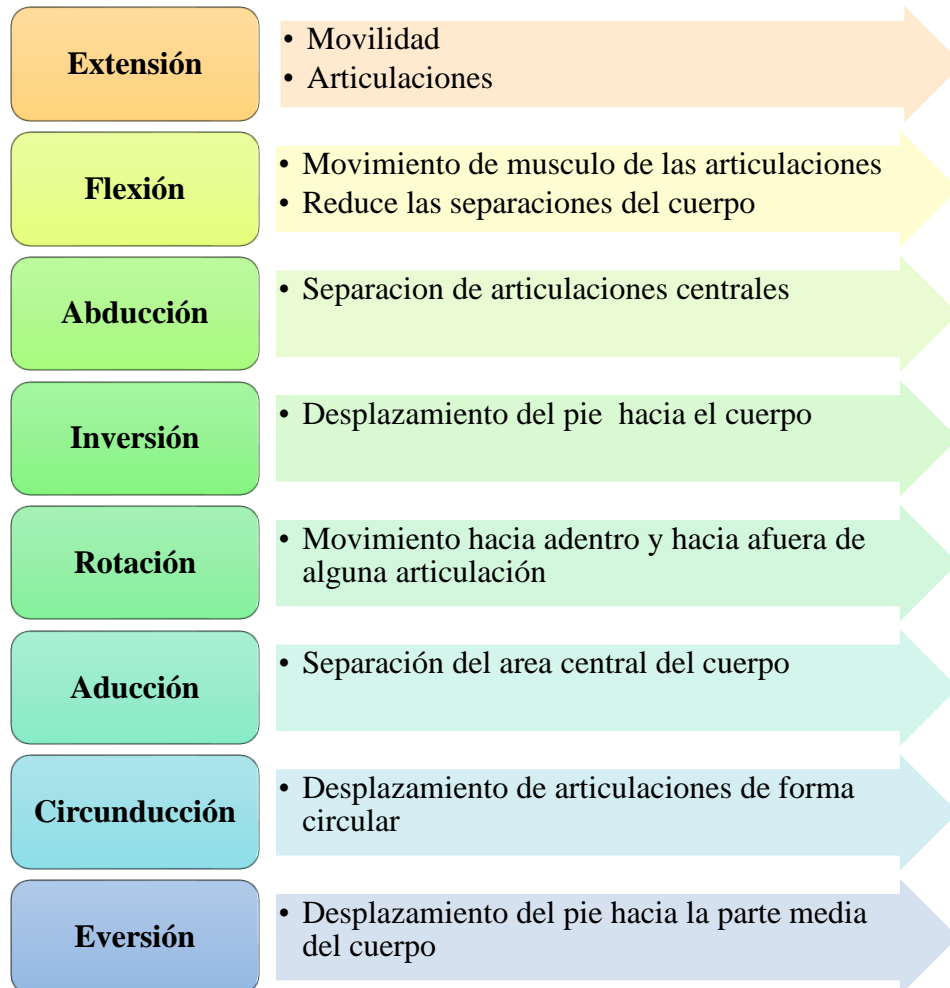 Extensión
• Movilidad
• Articulaciones
Flexión
• Movimiento de musculo de las articulaciones
• Reduce las separaciones del cuerpo
Abducción
• Separacion de articulaciones centrales
Inversión
• Desplazamiento del pie hacia el cuerpo
Rotación
• Movimiento hacia adentro y hacia afuera de
alguna articulación
Aducción
• Separación del area central del cuerpo
Circunducción
• Desplazamiento de articulaciones de forma
circular
Eversión
• Desplazamiento del pie hacia la parte media
del cuerpo